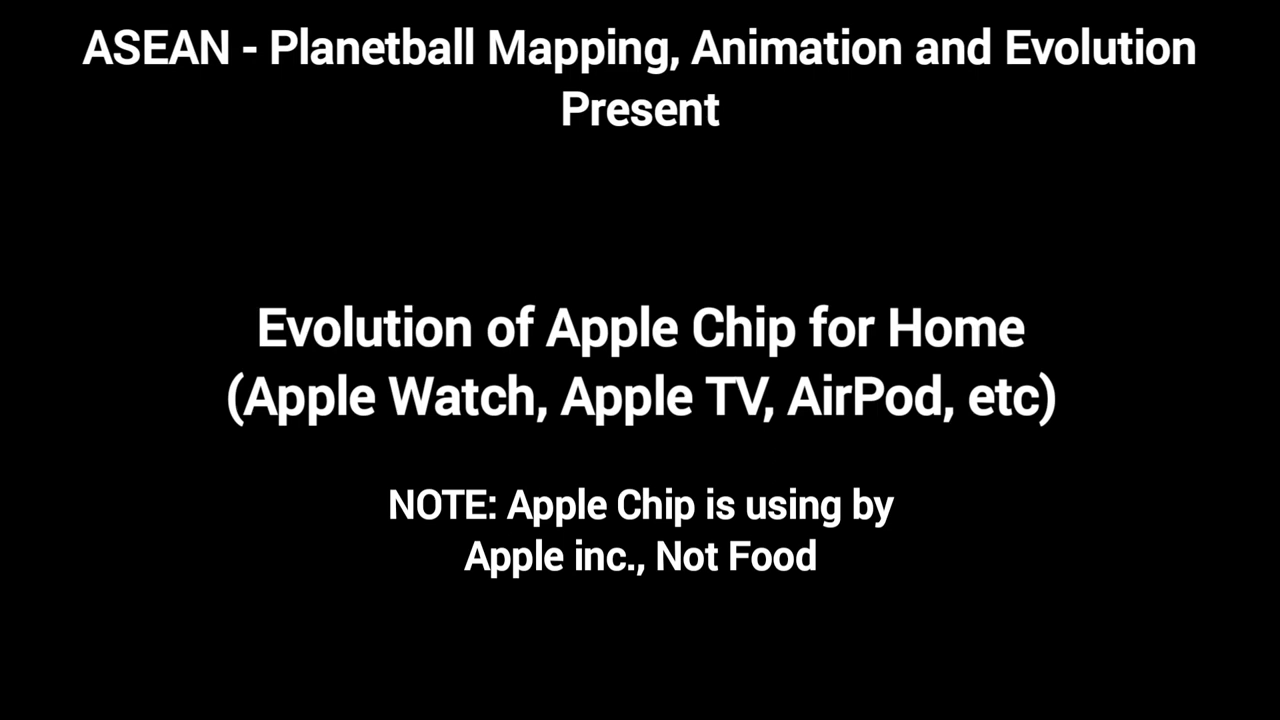 ASEAN - Planetball Mapping, Animation and Evolution
Present
Evolution of Apple Chip for Home
(Apple Watch, Apple TV, AirPod, etc)
NOTE: Apple Chip is using by
Apple inc., Not Food